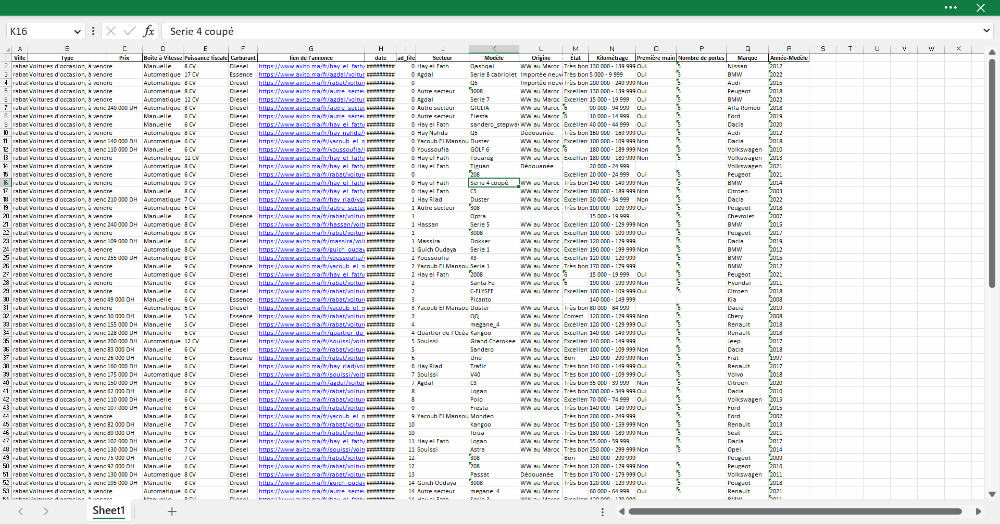 K16 fx Serie 4 coupé
A B C D E F G H I J K L M N O P Q R S T U V W X
1 Ville Type Prix Boite à Vitesse Puissance fiscale Carburant lien de l'annonce date ad_life Secteur Modèle Origine État Kilométrage Première main Nombre de portes Marque Année-Modèle
2 rabat Voitures d'occasion, à vendre Manuelle 8 CV Diesel https://www.avito.ma/fr/hay_el_fath/ ######### 0 Hay el Fath Qashqai WW au Maroc Très bon 130 000 - 139 999 Oui 5 Nissan 2012
3 rabat Voitures d'occasion, à vendre Automatique 17 CV Essence https://www.avito.ma/fr/agdal/voitur ######### 0 Agdal Serie 8 cabriolet Importée neuv Très bon 5 000 - 9 999 Oui 3 BMW 2022
4 rabat Voitures d'occasion, à vendre Automatique 8 CV Diesel https://www.avito.ma/fr/rabat/voiture ######### 0 Q5 Importée neuv Très bon 200 000 - 249 999 Non 5 Audi 2015
5 rabat Voitures d'occasion, à vendre Automatique 8 CV Diesel https://www.avito.ma/fr/autre_secteu ######### 0 Autre secteur 3008 WW au Maroc Excellen 130 000 - 139 999 Oui 5 Peugeot 2018
6 rabat Voitures d'occasion, à vendre Automatique 12 CV Diesel https://www.avito.ma/fr/agdal/voitur ######### 0 Agdal Serie 7 WW au Maroc Excellen 15 000 - 19 999 Oui 5 BMW 2022
7 rabat Voitures d'occasion, à vend 240 000 DH Automatique 8 CV Diesel https://www.avito.ma/fr/autre_secteu ######### 0 Autre secteur GIULIA WW au Maroc 6 90 000 - 94 999 Oui 5 Alfa Romeo 2018
8 rabat Voitures d'occasion, à vendre Manuelle 6 CV Diesel https://www.avito.ma/fr/autre_secteu ######### 0 Autre secteur Fiesta WW au Maroc 6 10 000 - 14 999 Oui 5 Ford 2019
9 rabat Voitures d'occasion, à vendre Manuelle 6 CV Diesel https://www.avito.ma/fr/hay_el_fath/ ######### 0 Hay el Fath sandero_stepway WW au Maroc Excellen 40 000 - 44 999 Oui 5 Dacia 2020
10 rabat Voitures d'occasion, à vendre Automatique 8 CV Diesel https://www.avito.ma/fr/hay_nahda/v ######### 0 Hay Nahda Q5 Dédouanée Très bon 160 000 - 169 999 Oui 5 Audi 2012
11 rabat Voitures d'occasion, à vend 140 000 DH Automatique 6 CV Diesel https://www.avito.ma/fr/yacoub_el_m ######### 0 Yacoub El Mansou Duster WW au Maroc Excellen 100 000 - 109 999 Non 5 Dacia 2018
12 rabat Voitures d'occasion, à vend 110 000 DH Manuelle 6 CV Diesel https://www.avito.ma/fr/youssoufia/v ######### 0 Youssoufia GOLF 6 WW au Maroc 6 180 000 - 189 999 Non 5 Volkswagen 2010
13 rabat Voitures d'occasion, à vendre Automatique 12 CV Diesel https://www.avito.ma/fr/hay_el_fath/ ######### 0 Hay el Fath Touareg WW au Maroc Excellen 180 000 - 189 999 Non 5 Volkswagen 2013
14 rabat Voitures d'occasion, à vendre Automatique 8 CV Diesel https://www.avito.ma/fr/hay_el_fath/ ######### 0 Hay el Fath Tiguan Dédouanée 20 000 - 24 999 Volkswagen 2021
15 rabat Voitures d'occasion, à vendre Automatique 6 CV Diesel https://www.avito.ma/fr/rabat/voiture ######### 0 208 Excellen 20 000 - 24 999 Oui 5 Peugeot 2021
16 rabat Voitures d'occasion, à vendre Automatique 9 CV Diesel https://www.avito.ma/fr/hay_el_fath/ ######### 0 Hay el Fath Serie 4 coupé WW au Maroc Très bon 140 000 - 149 999 Non 3 BMW 2014
17 rabat Voitures d'occasion, à vendre Manuelle 8 CV Diesel https://www.avito.ma/fr/hay_el_fath/ ######### 0 Hay el Fath C5 WW au Maroc Excellen 180 000 - 189 999 Non 5 Citroen 2003
18 rabat Voitures d'occasion, à vend 210 000 DH Automatique 7 CV Diesel https://www.avito.ma/fr/hay_riad/voi ######### 1 Hay Riad Duster WW au Maroc Excellen 30 000 - 34 999 Non 5 Dacia 2022
19 rabat Voitures d'occasion, à vendre Automatique 6 CV Diesel https://www.avito.ma/fr/autre_secteu ######### 1 Autre secteur 308 WW au Maroc Très bon 100 000 - 109 999 Oui 5 Peugeot 2018
20 rabat Voitures d'occasion, à vendre Manuelle 8 CV Essence https://www.avito.ma/fr/rabat/voiture ######### 1 Optra 15 000 - 19 999 5 Chevrolet 2007
21 rabat Voitures d'occasion, à vend 240 000 DH Automatique 8 CV Diesel https://www.avito.ma/fr/hassan/voit ######### 1 Hassan Serie 5 WW au Maroc Excellen 120 000 - 129 999 Non 5 BMW 2015
22 rabat Voitures d'occasion, à vendre Automatique 8 CV Diesel https://www.avito.ma/fr/rabat/voiture ######### 1 3008 WW au Maroc Excellen 100 000 - 109 999 Oui 5 Peugeot 2017
23 rabat Voitures d'occasion, à vend 109 000 DH Manuelle 6 CV Diesel https://www.avito.ma/fr/massira/voit ######### 1 Massira Dokker WW au Maroc Excellen 120 000 - 129 999 5 Dacia 2019
24 rabat Voitures d'occasion, à vendre Automatique 8 CV Diesel https://www.avito.ma/fr/guich_ouday ######### 1 Guich Oudaya Serie 1 WW au Maroc Excellen 190 000 - 199 999 Non 5 BMW 2012
25 rabat Voitures d'occasion, à vend 255 000 DH Automatique 8 CV Diesel https://www.avito.ma/fr/youssoufia/v ######### 2 Youssoufia X3 WW au Maroc Excellen 120 000 - 129 999 5 BMW 2015
26 rabat Voitures d'occasion, à vendre Manuelle 9 CV Essence https://www.avito.ma/fr/yacoub_el_m ######### 2 Yacoub El Mansou Serie 1 WW au Maroc Très bon 170 000 - 179 999 5 BMW 2012
27 rabat Voitures d'occasion, à vendre Automatique 6 CV Diesel https://www.avito.ma/fr/hay_el_fath/ ######### 2 Hay el Fath 2008 WW au Maroc 6 15 000 - 19 999 Oui 5 Peugeot 2021
28 rabat Voitures d'occasion, à vendre Manuelle 8 CV Diesel https://www.avito.ma/fr/rabat/voiture ######### 2 Santa Fe WW au Maroc 6 190 000 - 199 999 Non 5 Hyundai 2011
29 rabat Voitures d'occasion, à vendre Manuelle 6 CV Diesel https://www.avito.ma/fr/rabat/voiture ######### 2 C-ELYSEE WW au Maroc Excellen 100 000 - 109 999 Oui 5 Citroen 2018
30 rabat Voitures d'occasion, à vend 49 000 DH Manuelle 6 CV Essence https://www.avito.ma/fr/rabat/voiture ######### 3 Picanto 140 000 - 149 999 Kia 2008
31 rabat Voitures d'occasion, à vendre Automatique 6 CV Diesel https://www.avito.ma/fr/yacoub_el_m ######### 3 Yacoub El Mansou Duster WW au Maroc Très bon 80 000 - 84 999 5 Dacia 2019
32 rabat Voitures d'occasion, à vend 30 000 DH Manuelle 5 CV Essence https://www.avito.ma/fr/rabat/voiture ######### 3 QQ WW au Maroc Correct 120 000 - 129 999 Non 5 Chery 2008
33 rabat Voitures d'occasion, à vend 155 000 DH Manuelle 5 CV Diesel https://www.avito.ma/fr/rabat/voiture ######### 4 megane_4 WW au Maroc Excellen 120 000 - 129 999 Oui 5 Renault 2018
34 rabat Voitures d'occasion, à vend 128 000 DH Manuelle 6 CV Diesel https://www.avito.ma/fr/quartier_de_ ######### 4 Quartier de l'Océa Kangoo WW au Maroc Excellen 140 000 - 149 999 Oui 5 Renault 2018
35 rabat Voitures d'occasion, à vend 200 000 DH Automatique 12 CV Diesel https://www.avito.ma/fr/souissi/voit ######### 5 Souissi Grand Cherokee WW au Maroc Excellen 140 000 - 149 999 5 Jeep 2017
36 rabat Voitures d'occasion, à vend 83 000 DH Manuelle 6 CV Diesel https://www.avito.ma/fr/rabat/voiture ######### 5 Sandero WW au Maroc Excellen 100 000 - 109 999 Non 5 Dacia 2018
37 rabat Voitures d'occasion, à vend 26 000 DH Manuelle 6 CV Essence https://www.avito.ma/fr/rabat/voiture ######### 6 Uno WW au Maroc Bon 250 000 - 299 999 Non 5 Fiat 1997
38 rabat Voitures d'occasion, à vend 160 000 DH Manuelle 6 CV Diesel https://www.avito.ma/fr/hay_riad/voi ######### 6 Hay Riad Trafic WW au Maroc Très bon 140 000 - 149 999 Oui 5 Renault 2017
39 rabat Voitures d'occasion, à vend 175 000 DH Automatique 8 CV Diesel https://www.avito.ma/fr/souissi/voit ######### 7 Souissi V40 WW au Maroc Très bon 100 000 - 109 999 Oui 5 Volvo 2018
40 rabat Voitures d'occasion, à vend 150 000 DH Manuelle 6 CV Diesel https://www.avito.ma/fr/agdal/voitur ######### 7 Agdal C3 WW au Maroc Très bon 35 000 - 39 999 Non 5 Citroen 2020
41 rabat Voitures d'occasion, à vend 62 000 DH Manuelle 6 CV Diesel https://www.avito.ma/fr/rabat/voiture ######### 8 Logan WW au Maroc Très bon 300 000 - 349 999 Oui 5 Dacia 2010
42 rabat Voitures d'occasion, à vend 110 000 DH Manuelle 6 CV Diesel https://www.avito.ma/fr/rabat/voiture ######### 8 Polo WW au Maroc Excellen 70 000 - 74 999 Oui 5 Volkswagen 2015
43 rabat Voitures d'occasion, à vend 107 000 DH Manuelle 6 CV Diesel https://www.avito.ma/fr/rabat/voiture ######### 9 Fiesta WW au Maroc Très bon 140 000 - 149 999 Oui 5 Ford 2015
44 rabat Voitures d'occasion, à vendre Manuelle 8 CV Diesel https://www.avito.ma/fr/yacoub_el_m ######### 9 Yacoub El Mansou Mondeo Très bon 200 000 - 249 999 5 Ford 2002
45 rabat Voitures d'occasion, à vend 82 000 DH Manuelle 7 CV Diesel https://www.avito.ma/fr/rabat/voiture ######### 10 Kangoo WW au Maroc Très bon 150 000 - 159 999 Non 5 Renault 2013
46 rabat Voitures d'occasion, à vend 89 000 DH Manuelle 6 CV Diesel https://www.avito.ma/fr/rabat/voiture ######### 10 Ibiza WW au Maroc Très bon 180 000 - 189 999 Non 5 Seat 2011
47 rabat Voitures d'occasion, à vend 102 000 DH Manuelle 7 CV Diesel https://www.avito.ma/fr/hay_el_fath/ ######### 11 Hay el Fath Logan WW au Maroc Très bon 55 000 - 59 999 5 Dacia 2017
48 rabat Voitures d'occasion, à vend 130 000 DH Manuelle 7 CV Diesel https://www.avito.ma/fr/souissi/voit ######### 11 Souissi Astra WW au Maroc Très bon 250 000 - 299 999 Non 5 Opel 2014
49 rabat Voitures d'occasion, à vend 75 000 DH Manuelle 7 CV Diesel https://www.avito.ma/fr/rabat/voiture ######### 12 308 Bon 250 000 - 299 999 Peugeot 2009
50 rabat Voitures d'occasion, à vend 92 000 DH Manuelle 6 CV Diesel https://www.avito.ma/fr/rabat/voiture ######### 12 208 WW au Maroc Très bon 120 000 - 129 999 Non 5 Peugeot 2016
51 rabat Voitures d'occasion, à vend 130 000 DH Automatique 8 CV Diesel https://www.avito.ma/fr/rabat/voiture ######### 13 Passat Dédouanée Très bon 170 000 - 179 999 Oui 5 Volkswagen 2011
52 rabat Voitures d'occasion, à vend 195 000 DH Manuelle 8 CV Diesel https://www.avito.ma/fr/guich_ouday ######### 14 Guich Oudaya 3008 WW au Maroc Très bon 120 000 - 129 999 Oui 5 Peugeot 2018
53 rabat Voitures d'occasion, à vendre Automatique 6 CV Diesel https://www.avito.ma/fr/autre_secteu ######### 14 Autre secteur megane_4 WW au Maroc 60 000 - 64 999 Oui 5 Renault 2021
Sheet1